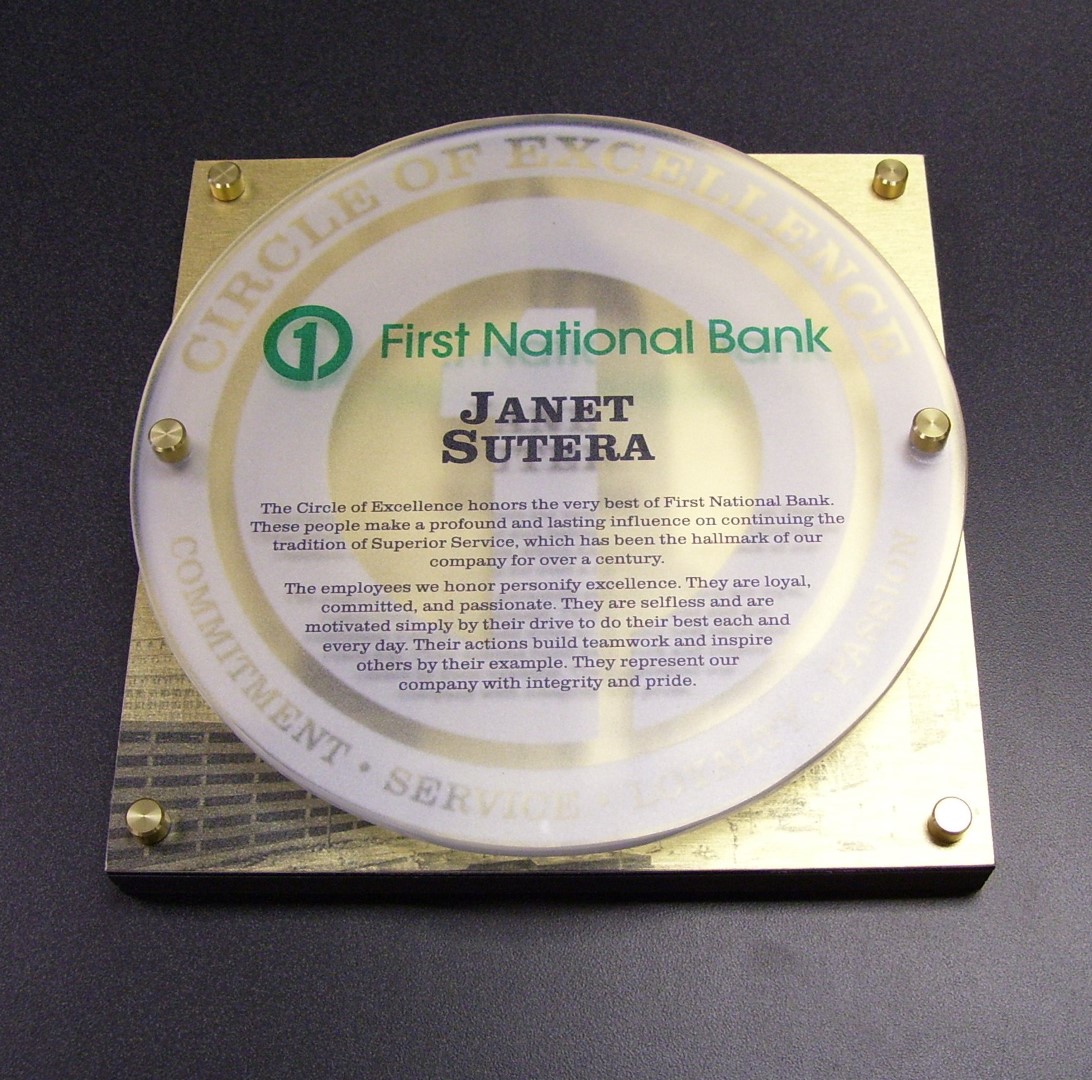 CIRCLE OF EXCELLENCE
1 First National Bank
JANET
SUTERA
The Circle of Excellence honors the very best of First National Bank.
These people make a profound and lasting influence on continuing the
tradition of Superior Service, which has been the hallmark of our
company for over a century.
The employees we honor personify excellence. They are loyal,
committed, and passionate. They are selfless and are
motivated simply by their drive to do their best each and
every day. Their actions build teamwork and inspire
others by their example. They represent our
company with integrity and pride.
COMMITMENT • SERVICE • LOYALTY • PASSION